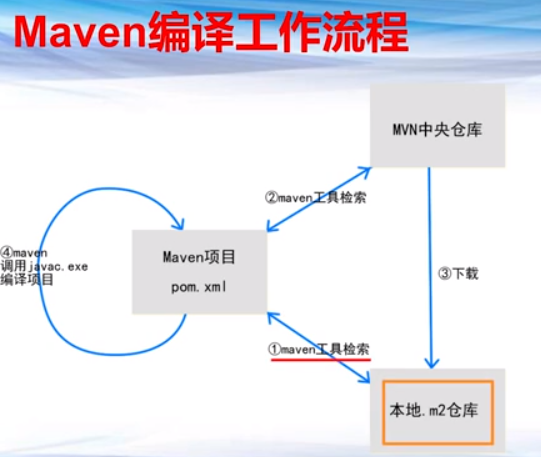 Maven编译工作流程
MVN中央仓库
②maven工具检索
④maven
调用javac.exe
编译项目
Maven项目
pom.xml
③下载
①maven工具检索
本地.m2仓库